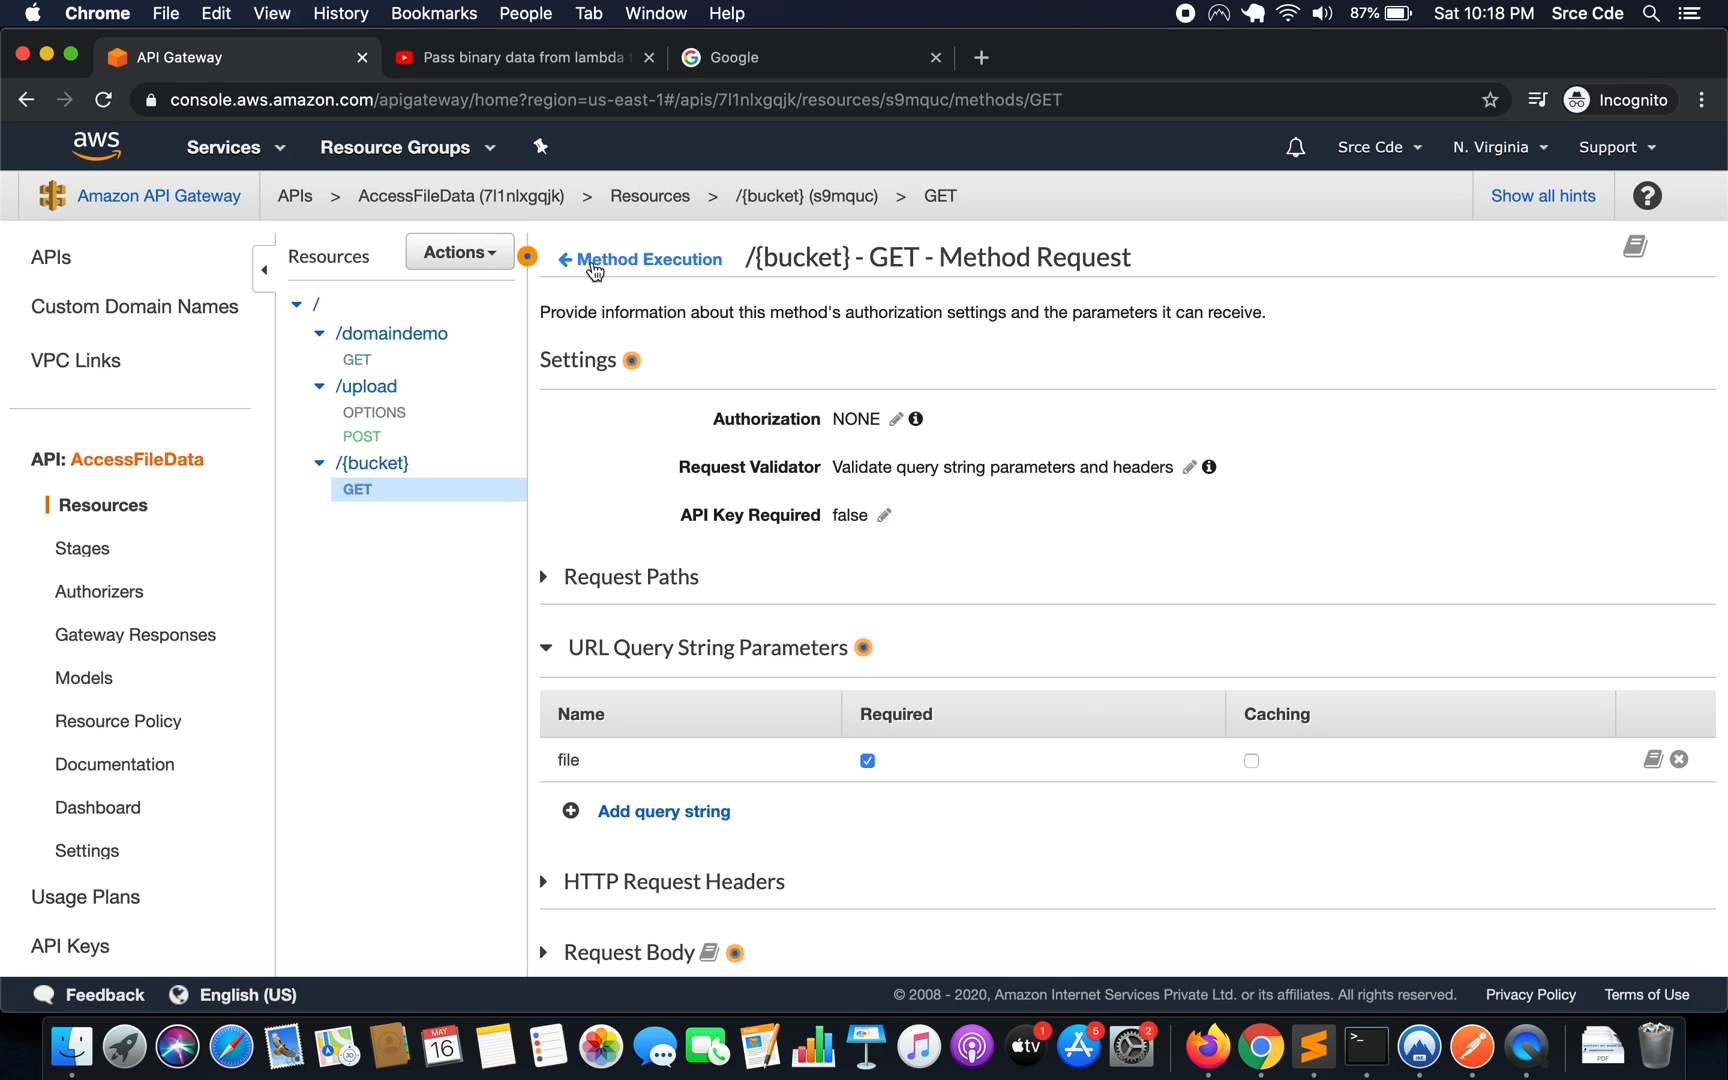 Chrome File Edit View History Bookmarks People Tab Window Help 87% Sat 10:18 PM Srce Cde
API Gateway Pass binary data from lambda Google
console.aws.amazon.com/apigateway/home?region=us-east-1#/apis/7l1nlxgqjk/resources/s9mquc/methods/GET Incognito
aws Services Resource Groups Srce Cde N. Virginia Support
Amazon API Gateway APIs > AccessFileData (7l1nlxgqjk) > Resources > /{bucket} (s9mquc) > GET Show all hints ?
APIs
Custom Domain Names
VPC Links
API: AccessFileData
Resources
Stages
Authorizers
Gateway Responses
Models
Resource Policy
Documentation
Dashboard
Settings
Usage Plans
API Keys
Resources Actions
/
/domaindemo
GET
/upload
OPTIONS
POST
/{bucket}
GET
Method Execution /{bucket} - GET - Method Request
Provide information about this method's authorization settings and the parameters it can receive.
Settings
Authorization NONE
Request Validator Validate query string parameters and headers
API Key Required false
Request Paths
URL Query String Parameters
Name Required Caching
file
Add query string
HTTP Request Headers
Request Body
Feedback English (US) © 2008 - 2020, Amazon Internet Services Private Ltd. or its affiliates. All rights reserved. Privacy Policy Terms of Use
MAY 16 tv 1 5 2 PDF